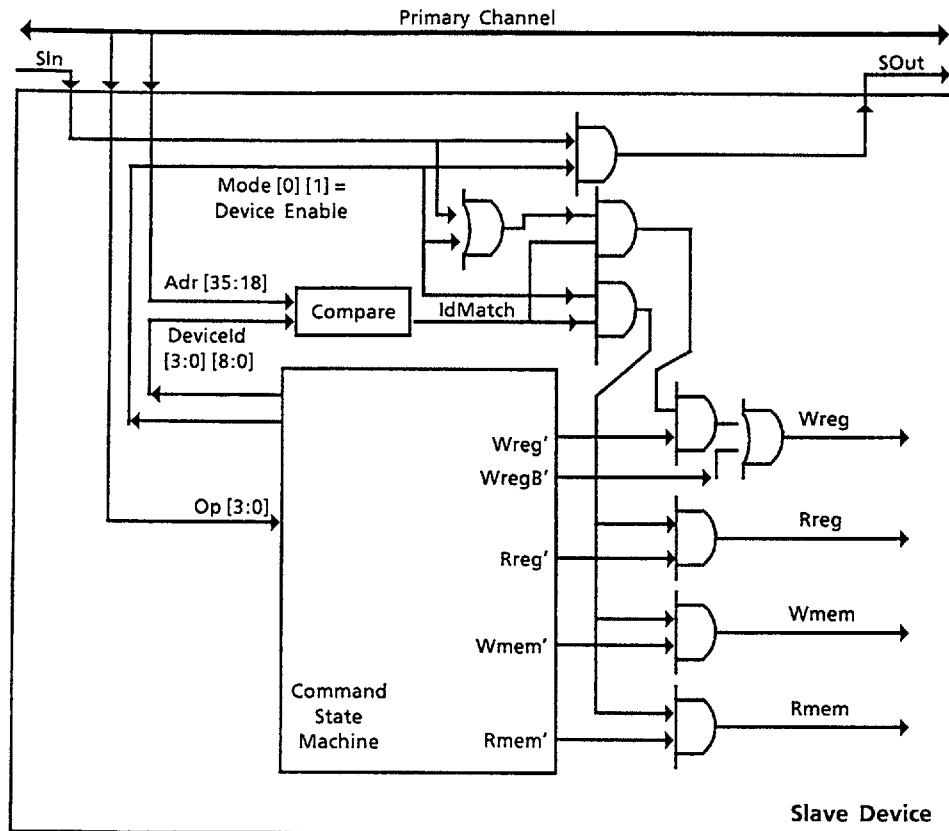 Primary Channel
SIn
SOut
Mode [0] [1] =
Device Enable
Adr [35:18]
Compare
IdMatch
DeviceId
[3:0] [8:0]
Wreg'
Wreg
WregB'
Op [3:0]
Rreg
Rreg'
Wmem
Wmem'
Command
State
Machine
Rmem
Rmem'
Slave Device